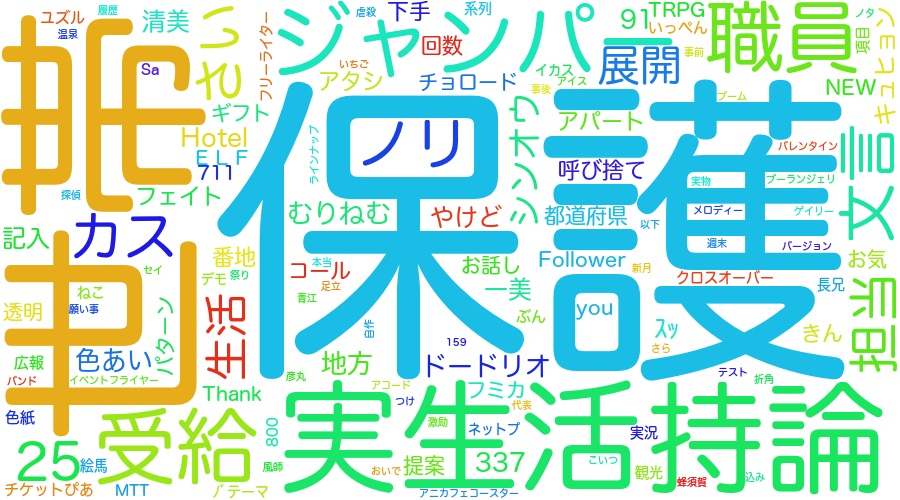 ユズル
履歴
温泉
清美
さい
フリーライター
虐殺
下手
系列
ジャンパー
91
TRPG
いっぺん
職員
ノタ
項目
キュヒョン
Sa
回数
いちご
アタシ
チョロード
イカス
アイス
展開
事前
事後
NEW
ブーム
ギフト
Hotel
ELF
711
ラインナップ
ノリ
シンオウ
アパート
文言
バレンタイン
探偵
フェイト
保護
呼び捨て
実物
プーランジェリ
メロディー
ゲイリー
むりねむ
やけど
都道府県
以下
記入
カス
番地
コール
本当
お話し
Follower
新月
週末
バージョン
お気
デモ
祭り
セイ
足立
青江
一美
クロスオーバー
長兄
担当
透明
ねこ
願い事
パターン
生活
自作
ぶん
you
スッ
さら
きん
広報
色あい
地方
159
ドードリオ
テスト
折角
バンド
イベントフライヤー
彦丸
アコード
フミカ
Thank
つけ
代表
色紙
受給
800
実生活
激励
ネットプ
実況
持論
25
絵馬
風師
おいで
提案
337
こいつ
観光
蜂須賀
込み
チケットぴあ
MTT
テーマ
アニカフェコースター